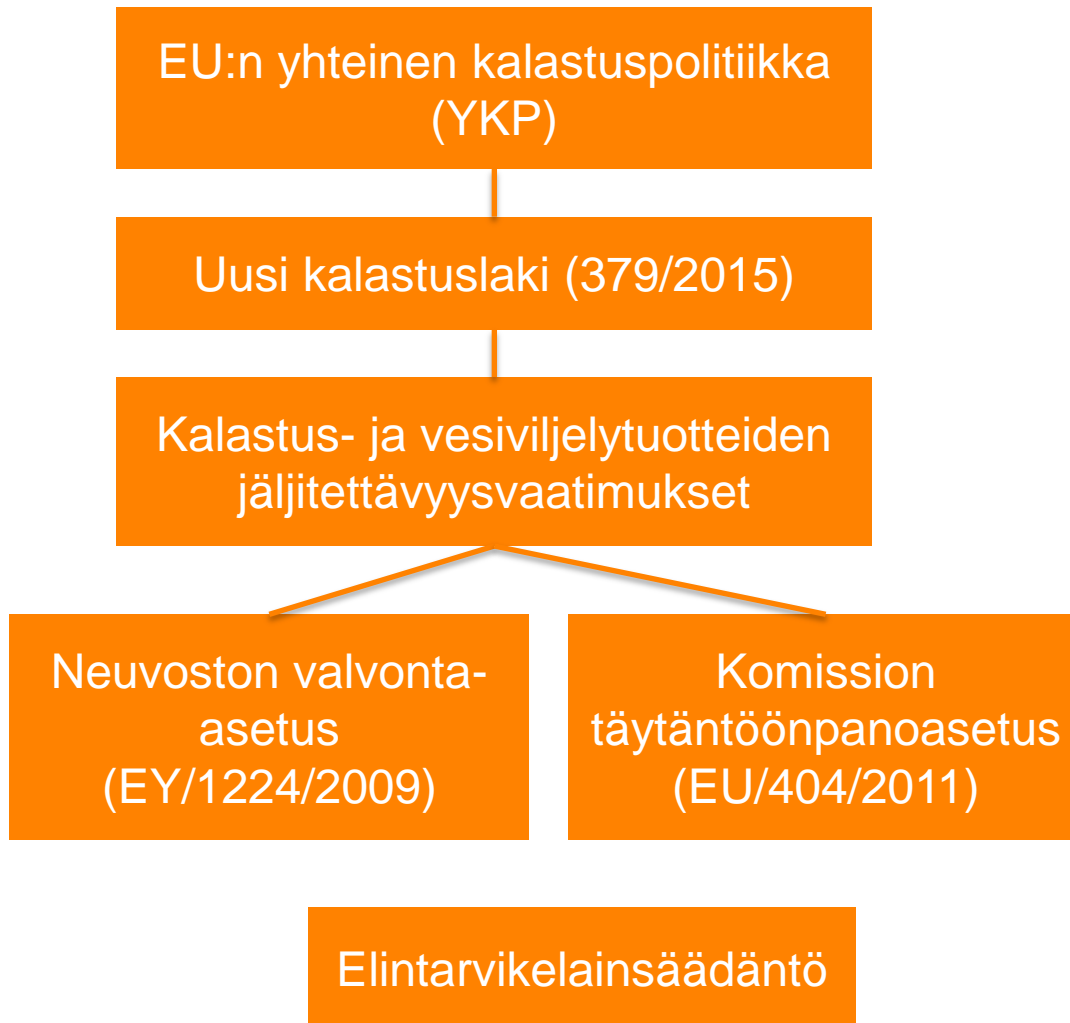 EU:n yhteinen kalastuspolitiikka
(YKP)
Uusi kalastuslaki (379/2015)
Kalastus- ja vesiviljelytuotteiden
jäljitettävyysvaatimukset
Neuvoston valvonta-
asetus
(EY/1224/2009)
Komission
täytäntöönpanoasetus
(EU/404/2011)
Elintarvikelainsäädäntö